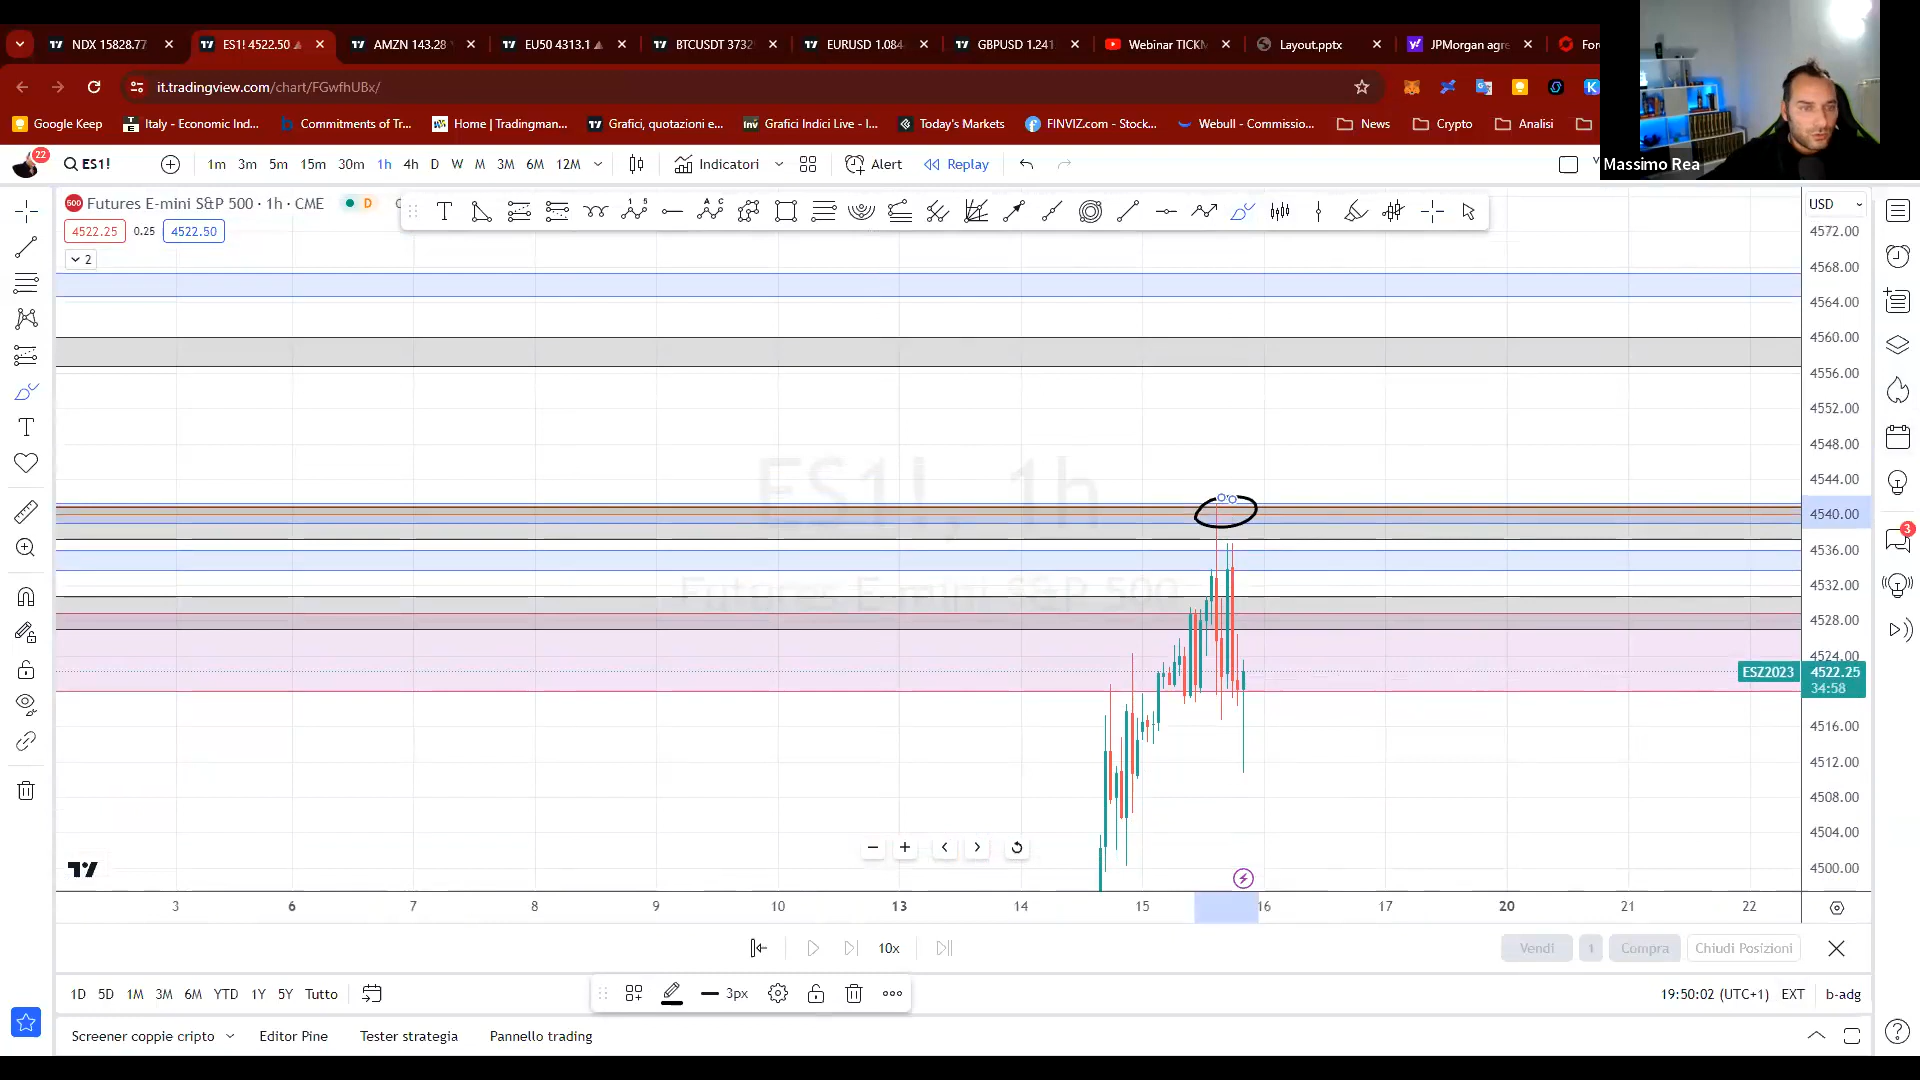 NDX 15828.77
ES1! 4522.50
AMZN 143.28
EU50 4313.1
BTCUSDT 3732
EURUSD 1.084
GBPUSD 1.241
Webinar TICKM
Layout.pptx
JPMorgan agre
For
it.tradingview.com/chart/FGwfhUBx/
Google Keep
Italy - Economic Ind...
Commitments of Tr...
Home | Tradingman...
Grafici, quotazioni e...
Grafici Indici Live - I...
Today's Markets
FINVIZ.com - Stock...
Webull - Commissio...
News
Crypto
Analisi
Massimo Rea
22
ES1!
1m 3m 5m 15m 30m 1h 4h D W M 3M 6M 12M
Indicatori
Alert
Replay
Futures E-mini S&P 500 · 1h · CME
D
4522.25
0.25
4522.50
2
USD
4572.00
4568.00
4564.00
4560.00
4556.00
4552.00
4548.00
4544.00
4540.00
4536.00
4532.00
4528.00
4524.00
ESZ2023
4522.25
34:58
4516.00
4512.00
4508.00
4504.00
4500.00
ES1!, 1h
Futures E-mini S&P 500
3 6 7 8 9 10 13 14 15 16 17 20 21 22
10x
Vendi
1
Compra
Chiudi Posizioni
1D 5D 1M 3M 6M YTD 1Y 5Y Tutto
3px
19:50:02 (UTC+1)
EXT
b-adg
Screener coppie cripto
Editor Pine
Tester strategia
Pannello trading
3